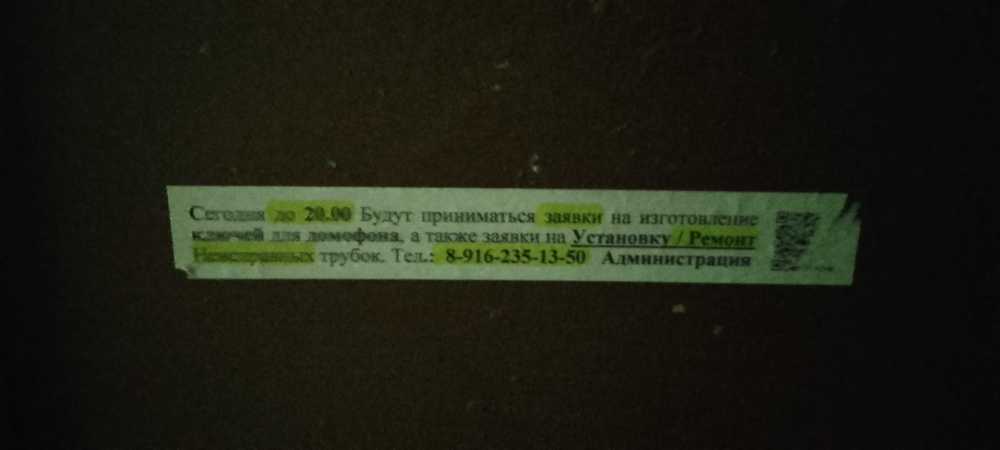 Сегодня до 20.00 Будут приниматься заявки на изготовление
ключей для домофона, а также заявки на Установку / Ремонт
Неисправных трубок. Тел.: 8-916-235-13-50 Администрация